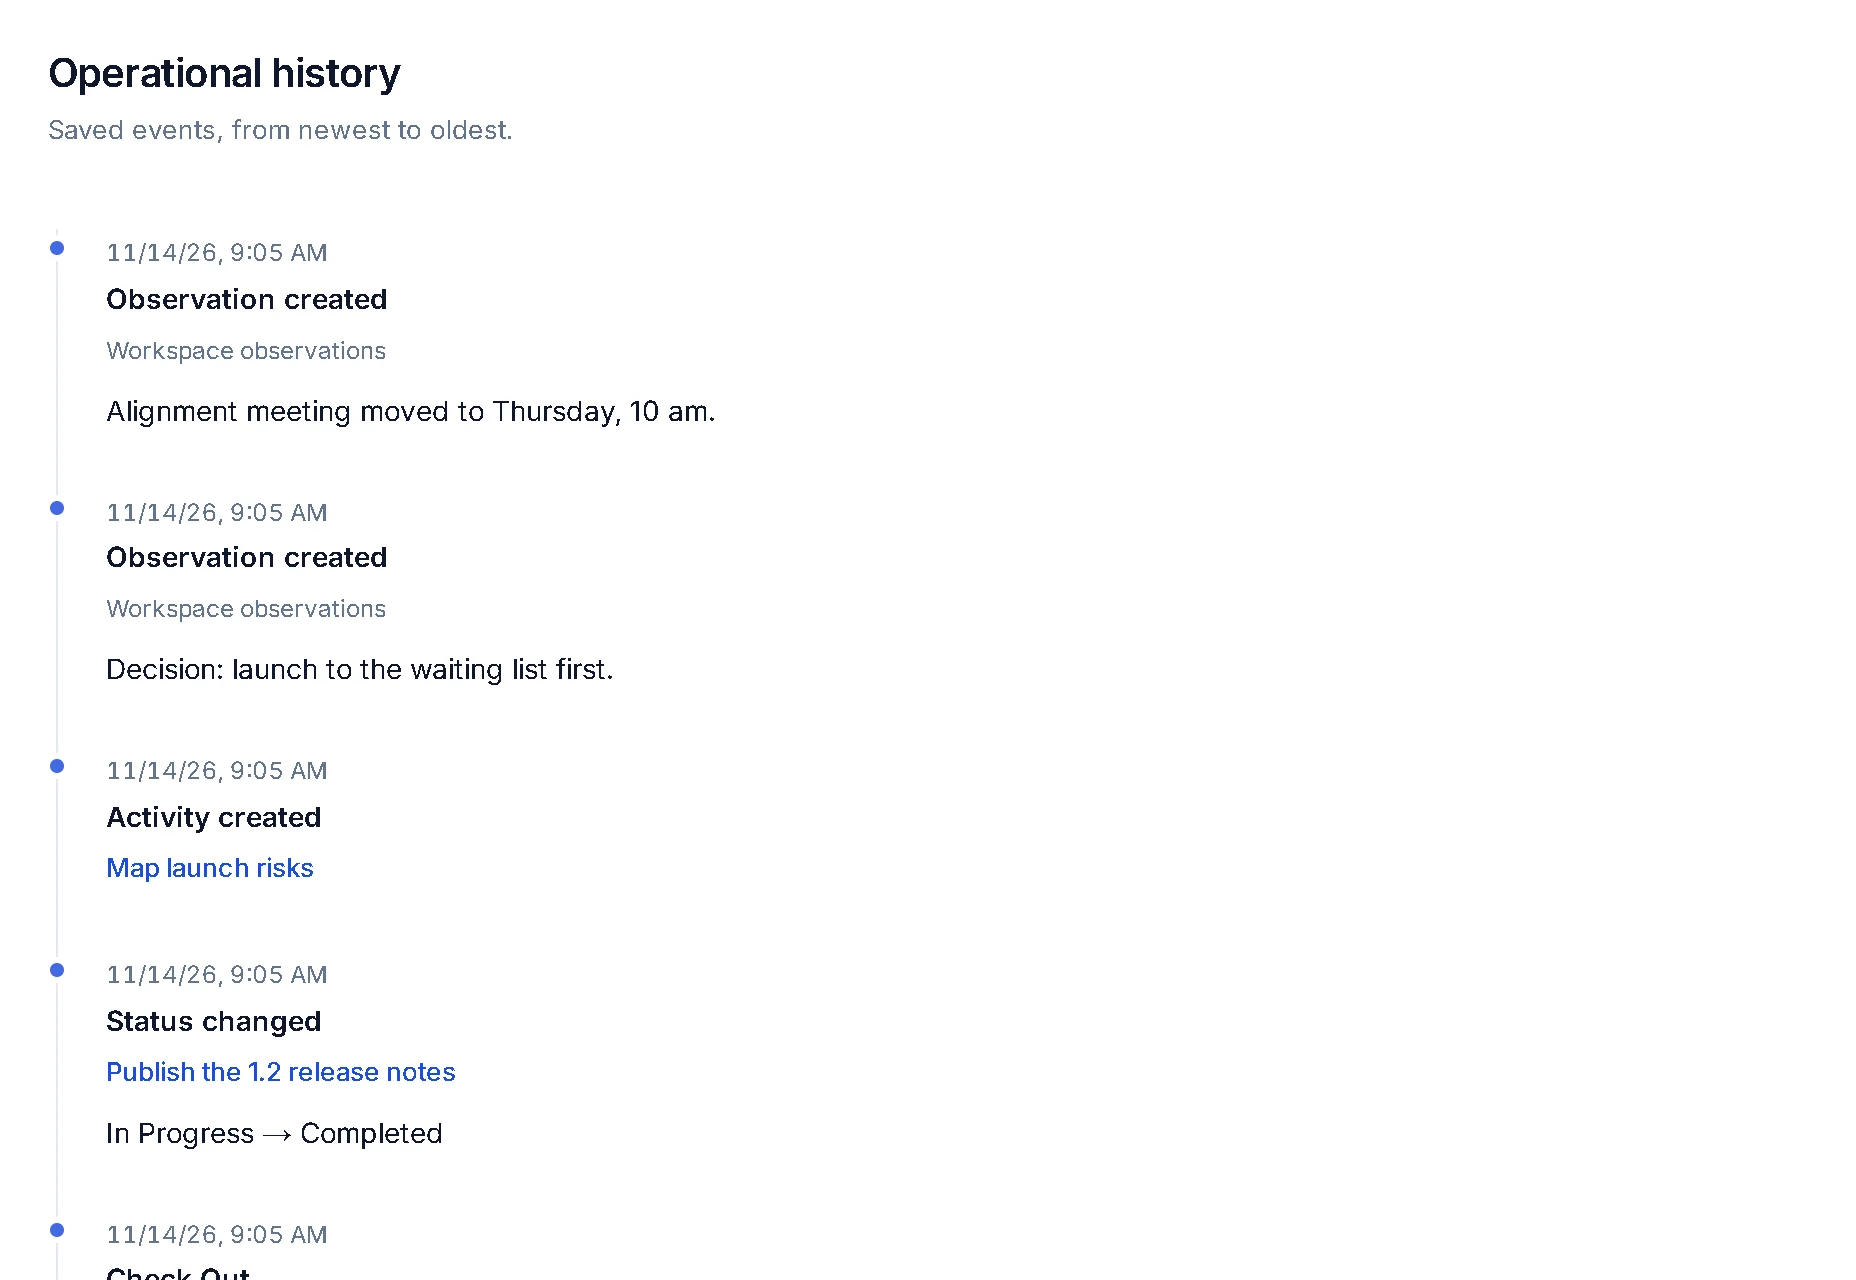 Operational history
Saved events, from newest to oldest.
11/14/26, 9:05 AM
Observation created
Workspace observations
Alignment meeting moved to Thursday, 10 am.
11/14/26, 9:05 AM
Observation created
Workspace observations
Decision: launch to the waiting list first.
11/14/26, 9:05 AM
Activity created
Map launch risks
11/14/26, 9:05 AM
Status changed
Publish the 1.2 release notes
In Progress → Completed
11/14/26, 9:05 AM
Check Out